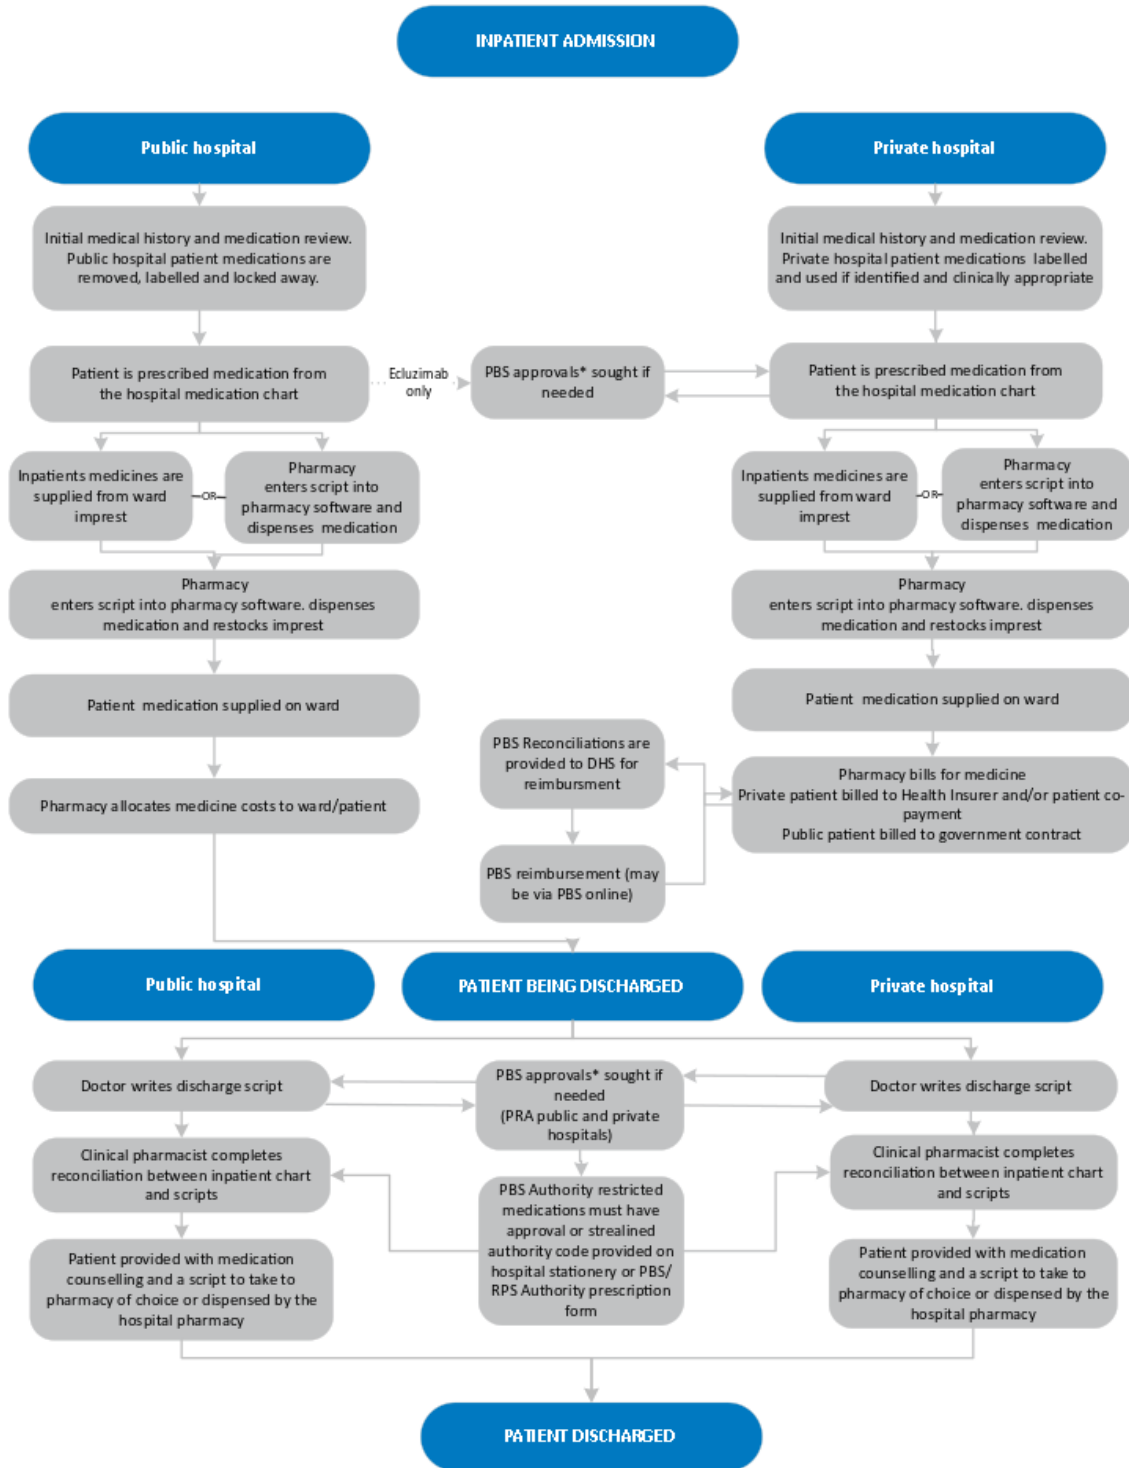 INPATIENT ADMISSION
Public hospital
Initial medical history and medication review.
Public hospital patient medications are
removed, labelled and locked away.
Patient is prescribed medication from
the hospital medication chart
Ecluzimab
only
PBS approvals* sought if
needed
Inpatients medicines are
supplied from ward
imprest
OR
Pharmacy
enters script into
pharmacy software and
dispenses medication
Pharmacy
enters script into pharmacy software. dispenses
medication and restocks imprest
Patient medication supplied on ward
Pharmacy allocates medicine costs to ward/patient
Private hospital
Initial medical history and medication review.
Private hospital patient medications labelled
and used if identified and clinically appropriate
Patient is prescribed medication from
the hospital medication chart
Inpatients medicines are
supplied from ward
imprest
OR
Pharmacy
enters script into
pharmacy software and
dispenses medication
Pharmacy
enters script into pharmacy software. dispenses
medication and restocks imprest
Patient medication supplied on ward
Pharmacy bills for medicine
Private patient billed to Health Insurer and/or patient co-
payment
Public patient billed to government contract
PBS Reconciliations are
provided to DHS for
reimbursment
PBS reimbursement (may
be via PBS online)
Public hospital
PATIENT BEING DISCHARGED
Private hospital
Doctor writes discharge script
Clinical pharmacist completes
reconciliation between inpatient chart
and scripts
Patient provided with medication
counselling and a script to take to
pharmacy of choice or dispensed by the
hospital pharmacy
PBS approvals* sought if
needed
(PRA public and private
hospitals)
PBS Authority restricted
medications must have
approval or strealined
authority code provided on
hospital stationery or PBS/
RPS Authority prescription
form
Doctor writes discharge script
Clinical pharmacist completes
reconciliation between inpatient chart
and scripts
Patient provided with medication
counselling and a script to take to
pharmacy of choice or dispensed by the
hospital pharmacy
PATIENT DISCHARGED